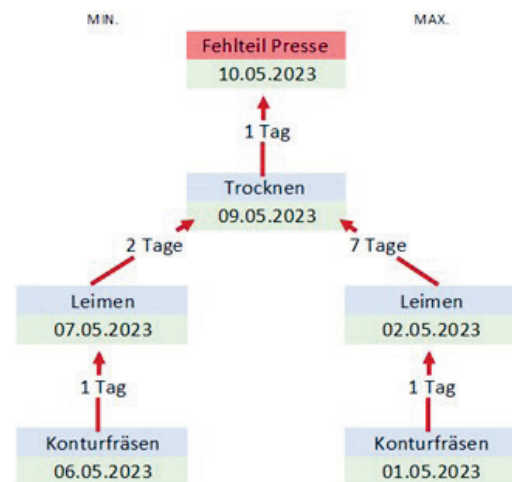 MIN.
MAX.
Fehlteil Presse
10.05.2023
1 Tag
Trocknen
09.05.2023
2 Tage
7 Tage
Leimen
07.05.2023
Leimen
02.05.2023
1 Tag
1 Tag
Konturfräsen
06.05.2023
Konturfräsen
01.05.2023